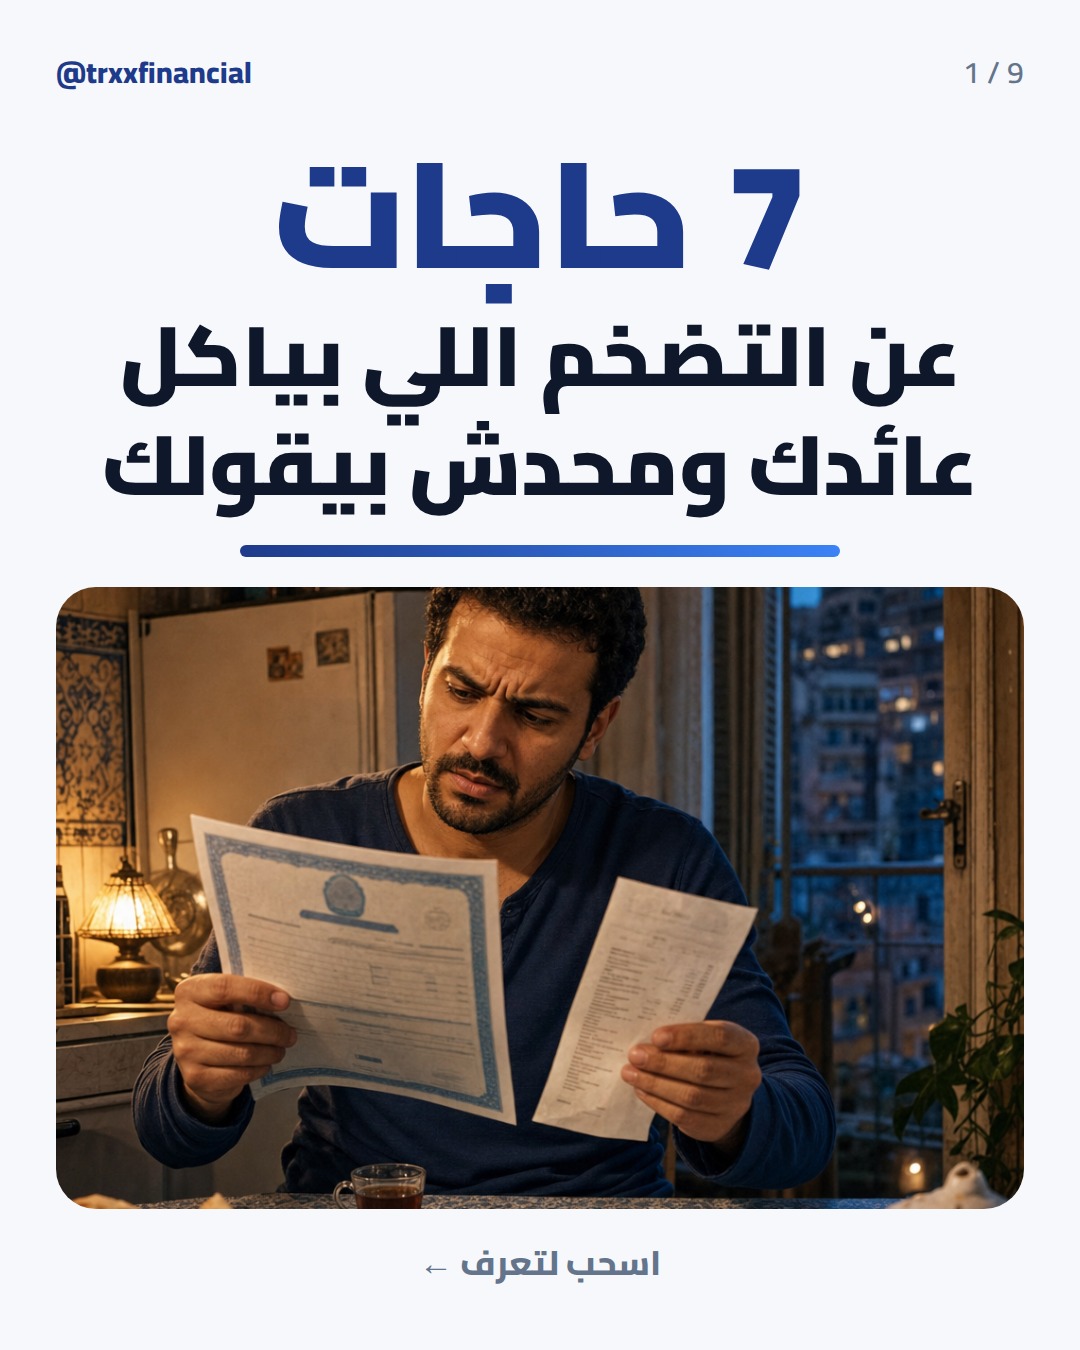 @trxxfinancial
1 / 9
7 حاجات
عن التضخم اللي بياكل
عائدك ومحدش بيقولك
اسحب لتعرف ←